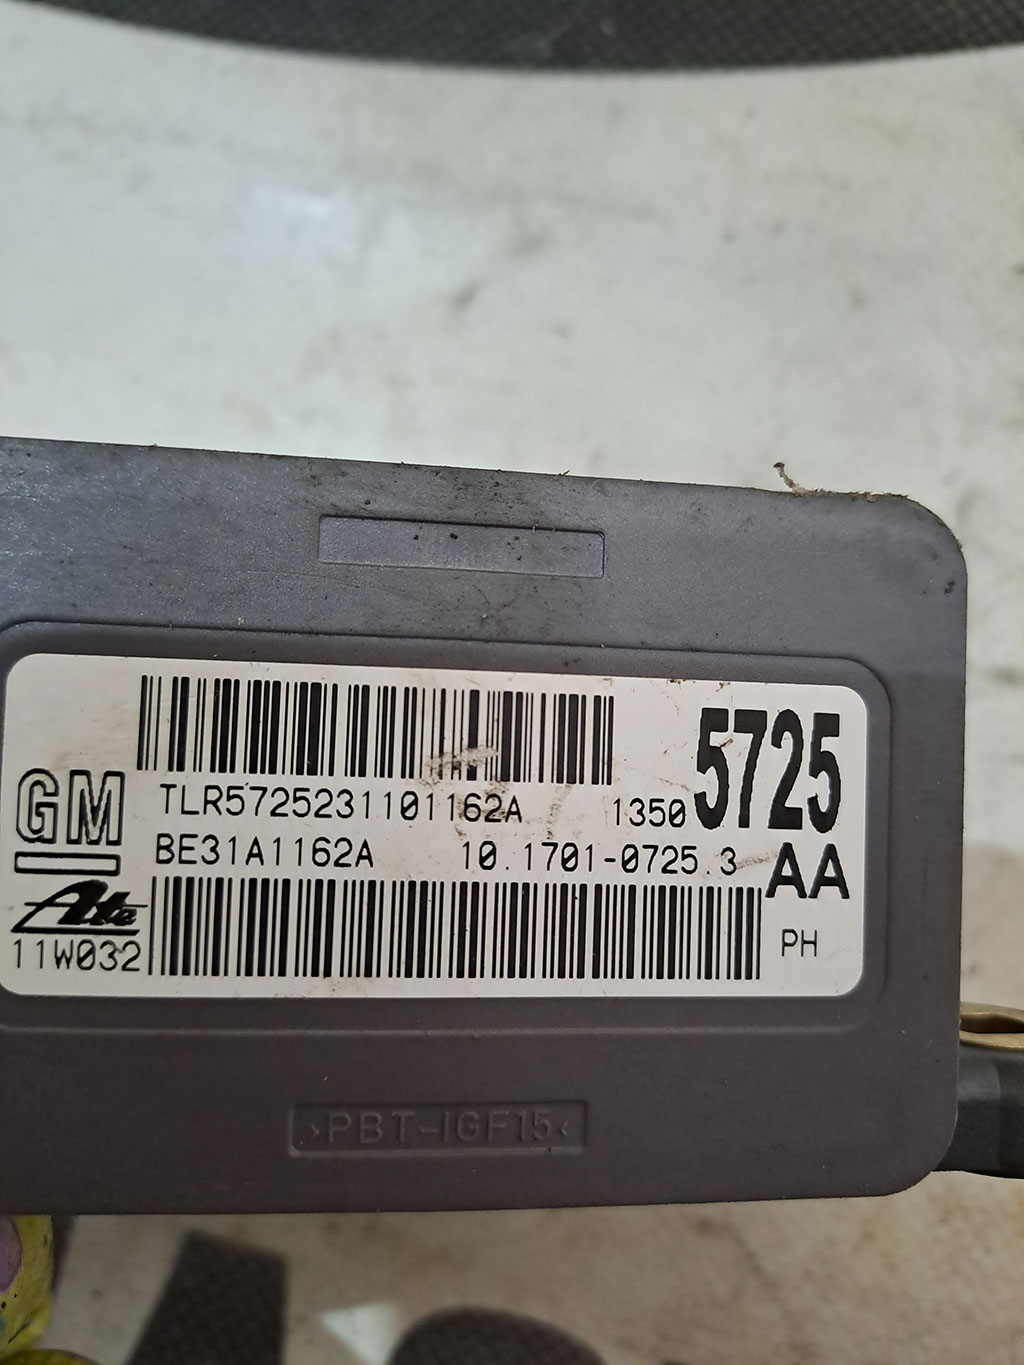 GM
TLR5725231101162A 1350 5725
BE31A1162A 10.1701-0725.3 AA
Ate
11W032 PH
>PBT-IGF15<